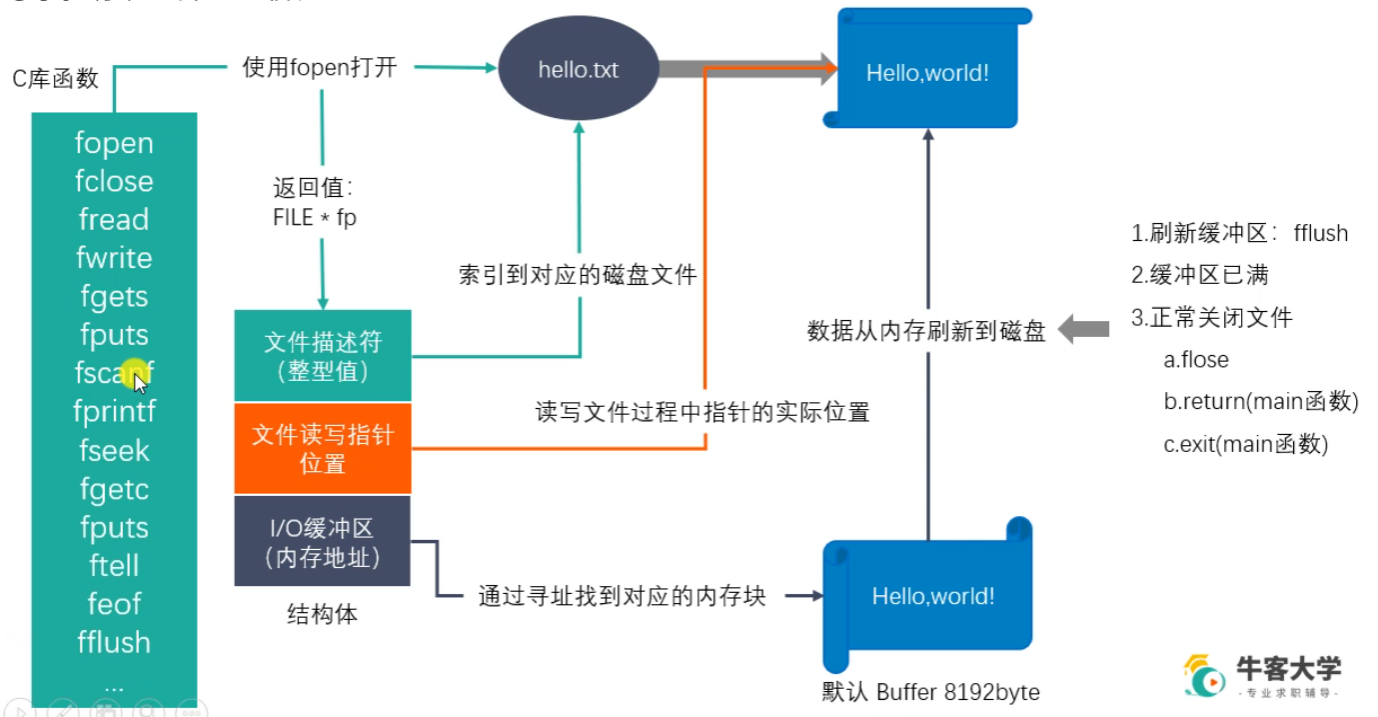 C库函数
fopen
fclose
fread
fwrite
fgets
fputs
fscanf
fprintf
fseek
fgetc
fputs
ftell
feof
fflush
...
使用fopen打开
返回值：
FILE * fp
hello.txt
Hello,world!
索引到对应的磁盘文件
文件描述符
（整型值）
文件读写指针
位置
I/O缓冲区
（内存地址）
结构体
读写文件过程中指针的实际位置
通过寻址找到对应的内存块
数据从内存刷新到磁盘
Hello,world!
默认 Buffer 8192byte
1.刷新缓冲区：fflush
2.缓冲区已满
3.正常关闭文件
a.flose
b.return(main函数)
c.exit(main函数)
牛客大学
-专业求职辅导-